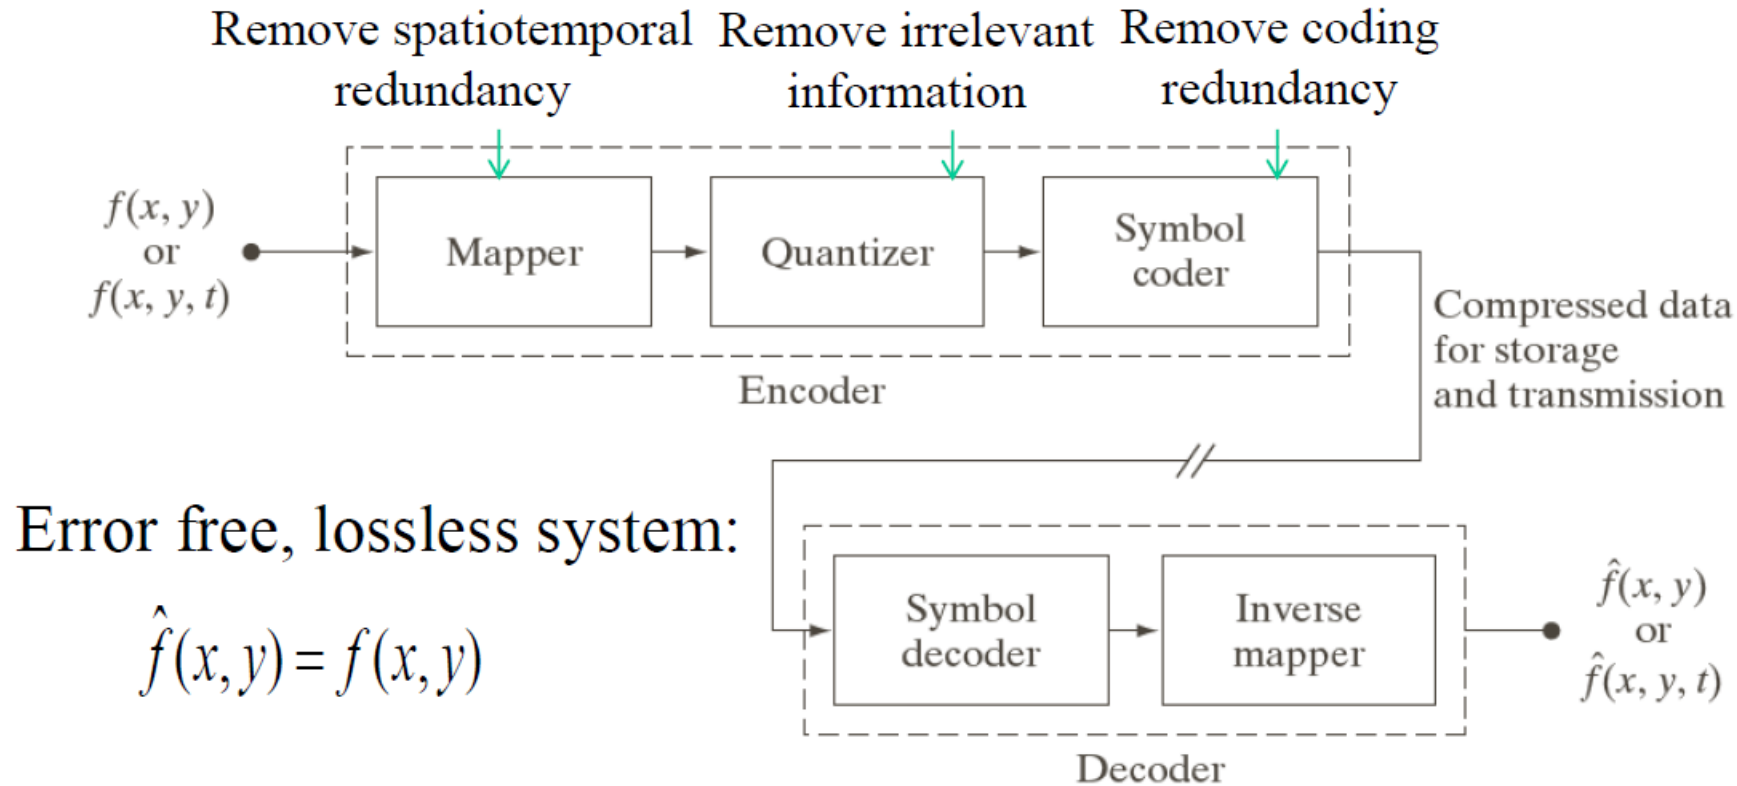 Remove spatiotemporal
redundancy
Remove irrelevant
information
Remove coding
redundancy
f(x, y)
or
f(x, y, t)
Mapper
Quantizer
Symbol
coder
Encoder
Compressed data
for storage
and transmission
Error free, lossless system:
f̂(x,y)=f(x,y)
Symbol
decoder
Inverse
mapper
Decoder
f̂(x, y)
or
f̂(x, y, t)